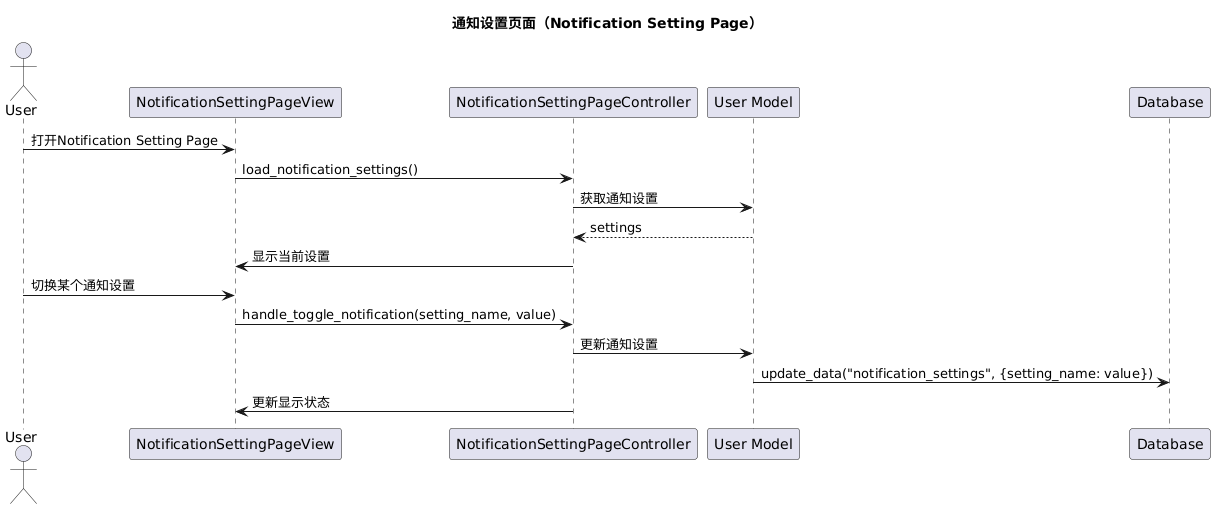 通知设置页面（Notification Setting Page）
User
NotificationSettingPageView
NotificationSettingPageController
User Model
Database
打开Notification Setting Page
load_notification_settings()
获取通知设置
settings
显示当前设置
切换某个通知设置
handle_toggle_notification(setting_name, value)
更新通知设置
update_data("notification_settings", {setting_name: value})
更新显示状态
User
NotificationSettingPageView
NotificationSettingPageController
User Model
Database